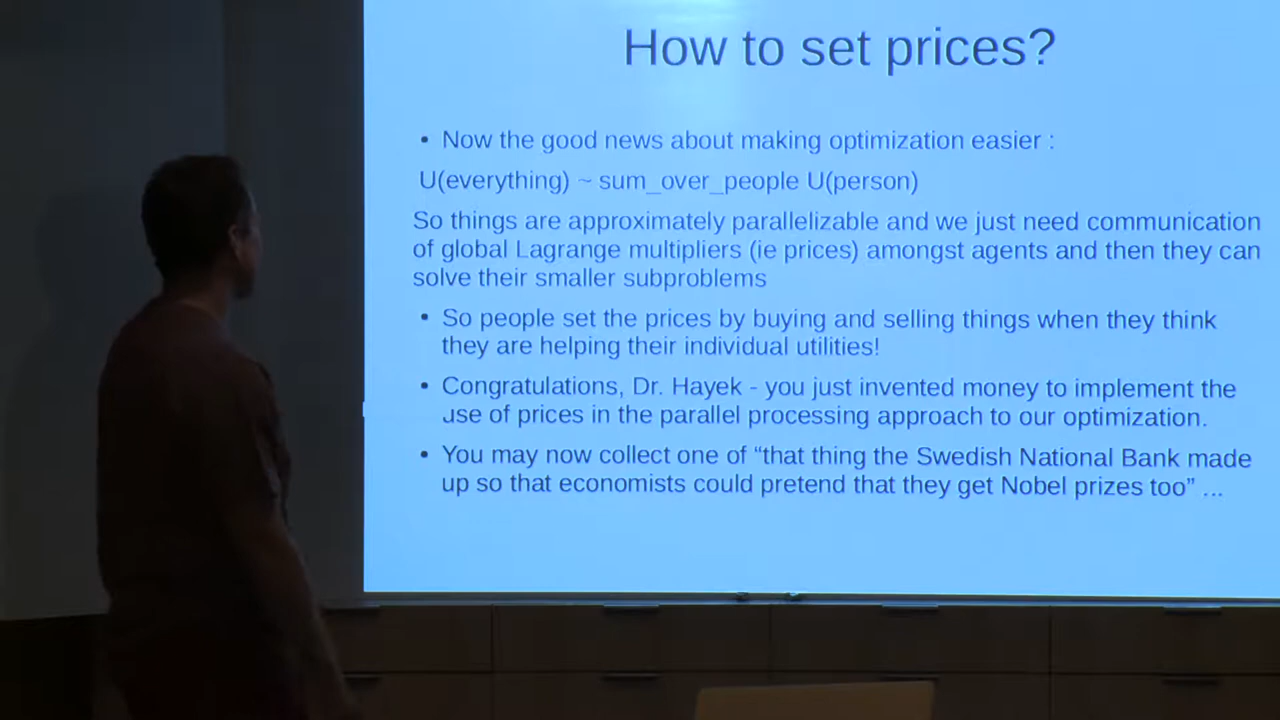 How to set prices?
• Now the good news about making optimization easier :
U(everything) ~ sum_over_people U(person)
So things are approximately parallelizable and we just need communication
of global Lagrange multipliers (ie prices) amongst agents and then they can
solve their smaller subproblems
• So people set the prices by buying and selling things when they think
they are helping their individual utilities!
• Congratulations, Dr. Hayek - you just invented money to implement the
use of prices in the parallel processing approach to our optimization.
• You may now collect one of “that thing the Swedish National Bank made
up so that economists could pretend that they get Nobel prizes too” ...